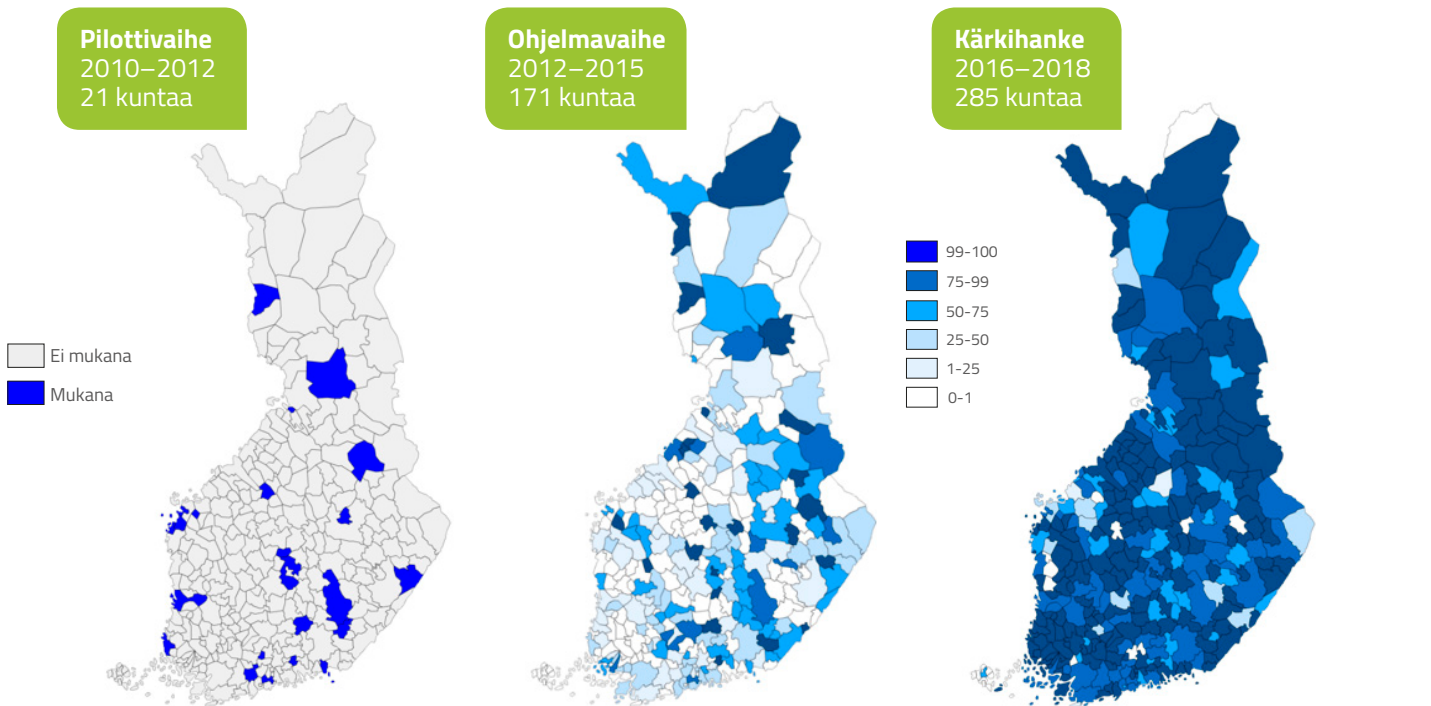 Pilottivaihe
2010–2012
21 kuntaa
Ohjelmavaihe
2012–2015
171 kuntaa
Kärkihanke
2016–2018
285 kuntaa
Ei mukana
Mukana
99-100
75-99
50-75
25-50
1-25
0-1